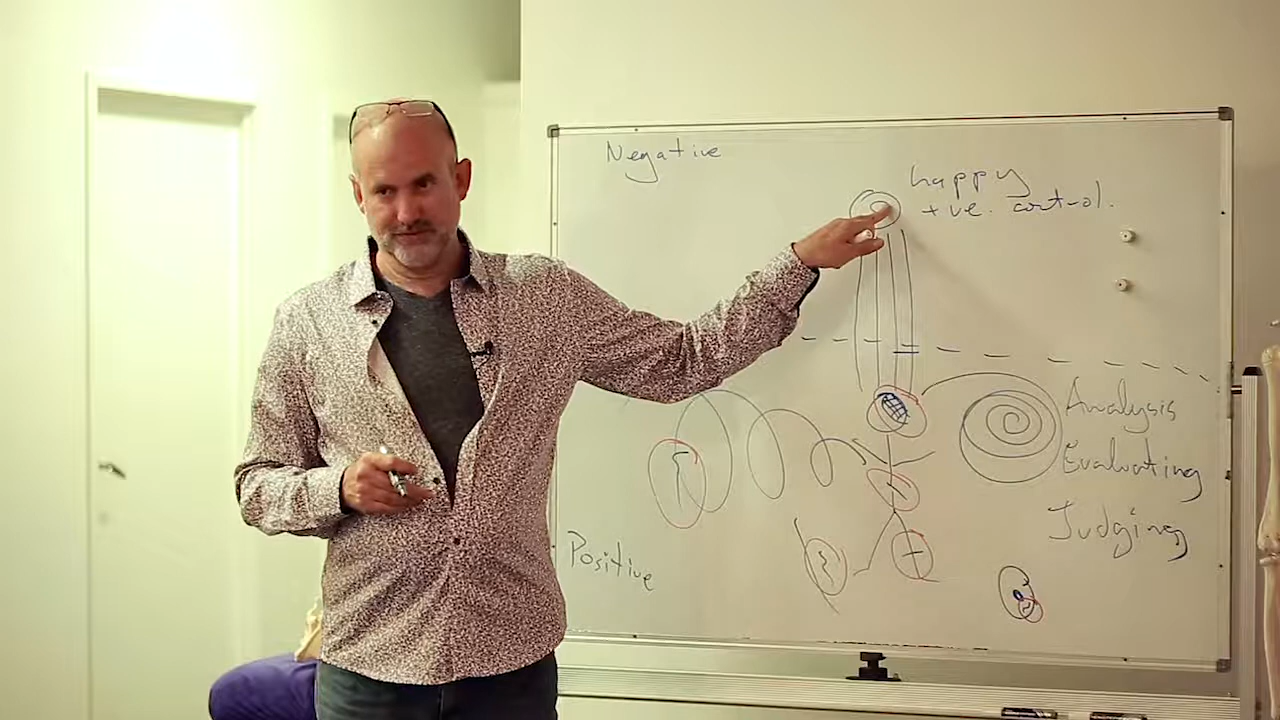 Negative
happy
+ve. control.
Analysis
Evaluating
Judging
Positive